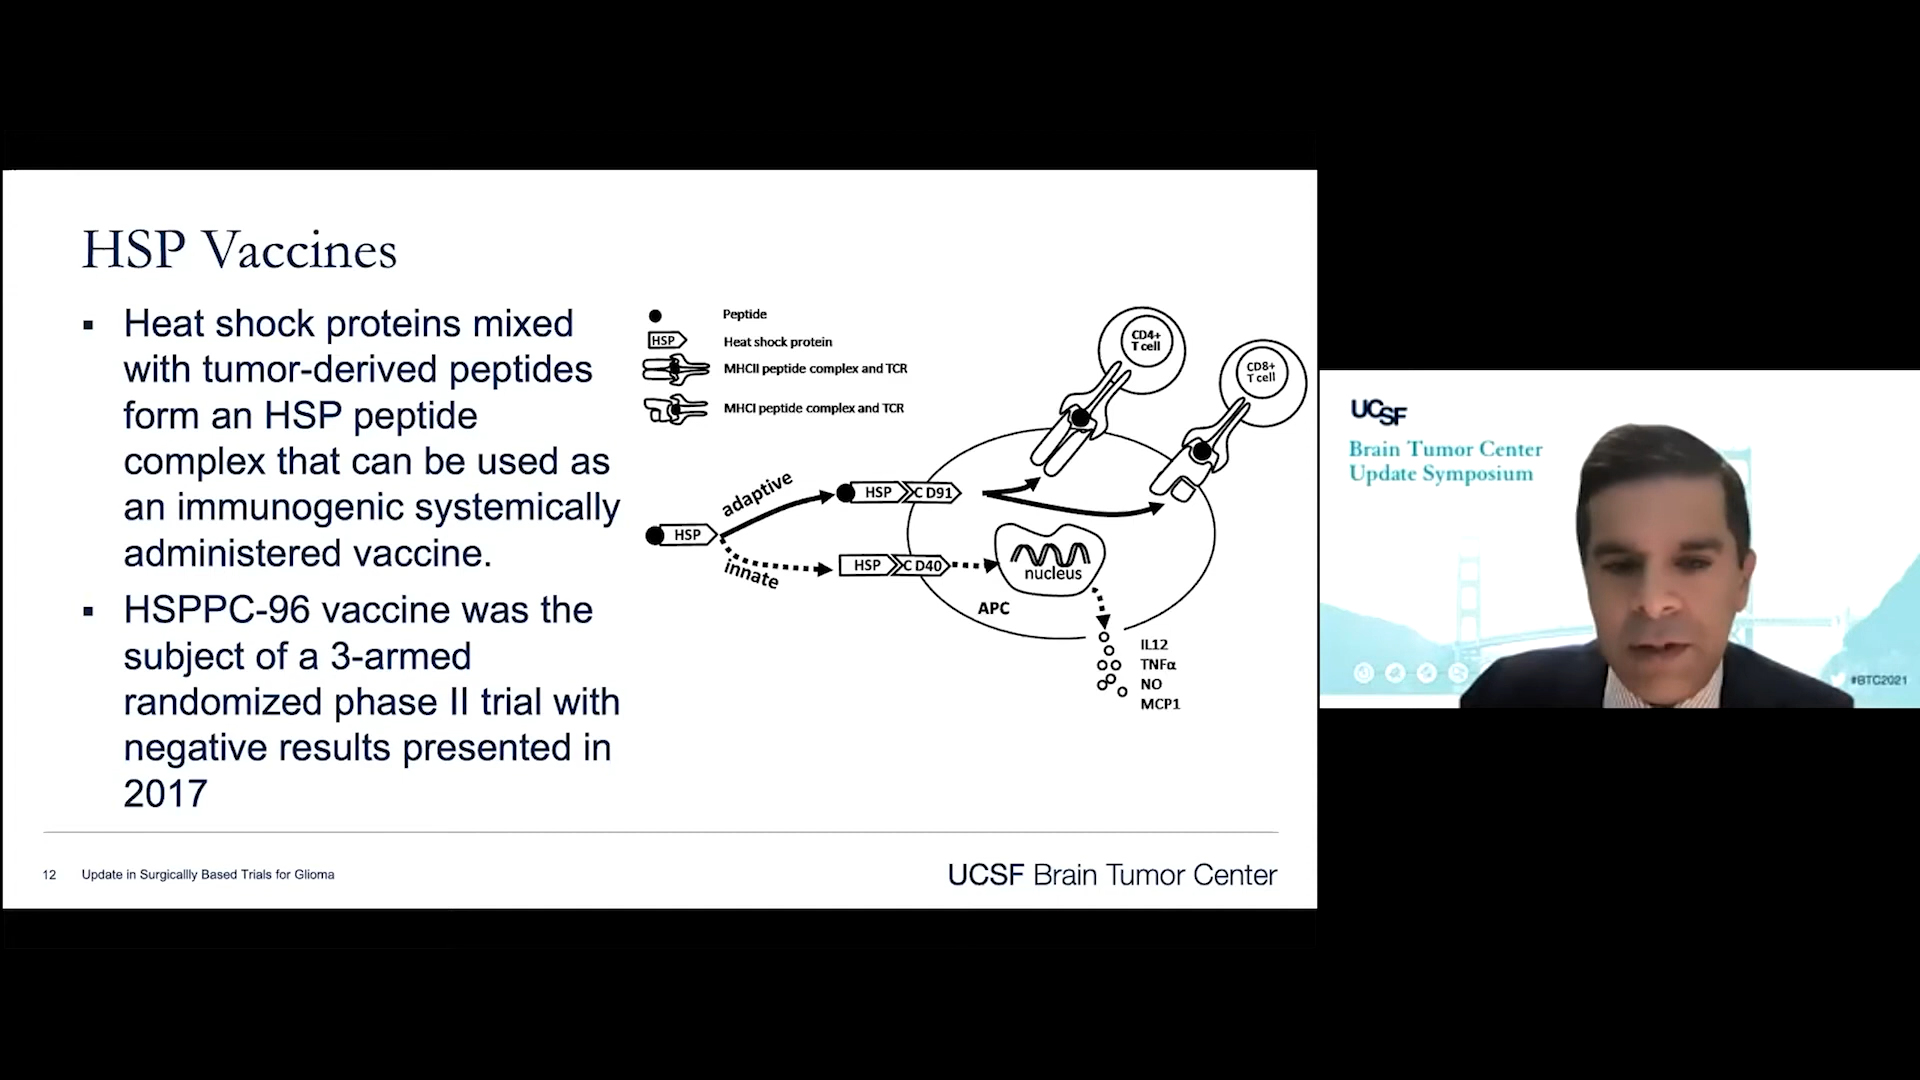 HSP Vaccines
▪ Heat shock proteins mixed
with tumor-derived peptides
form an HSP peptide
complex that can be used as
an immunogenic systemically
administered vaccine.
▪ HSPPC-96 vaccine was the
subject of a 3-armed
randomized phase II trial with
negative results presented in
2017
Peptide
HSP Heat shock protein
MHCII peptide complex and TCR
MHCI peptide complex and TCR
CD4+
T cell
CD8+
T cell
adaptive
HSP CD91
HSP
innate
HSP CD40
nucleus
APC
IL12
TNFα
NO
MCP1
12 Update in Surgicallly Based Trials for Glioma
UCSF Brain Tumor Center
UCSF
Brain Tumor Center
Update Symposium
#BTC2021